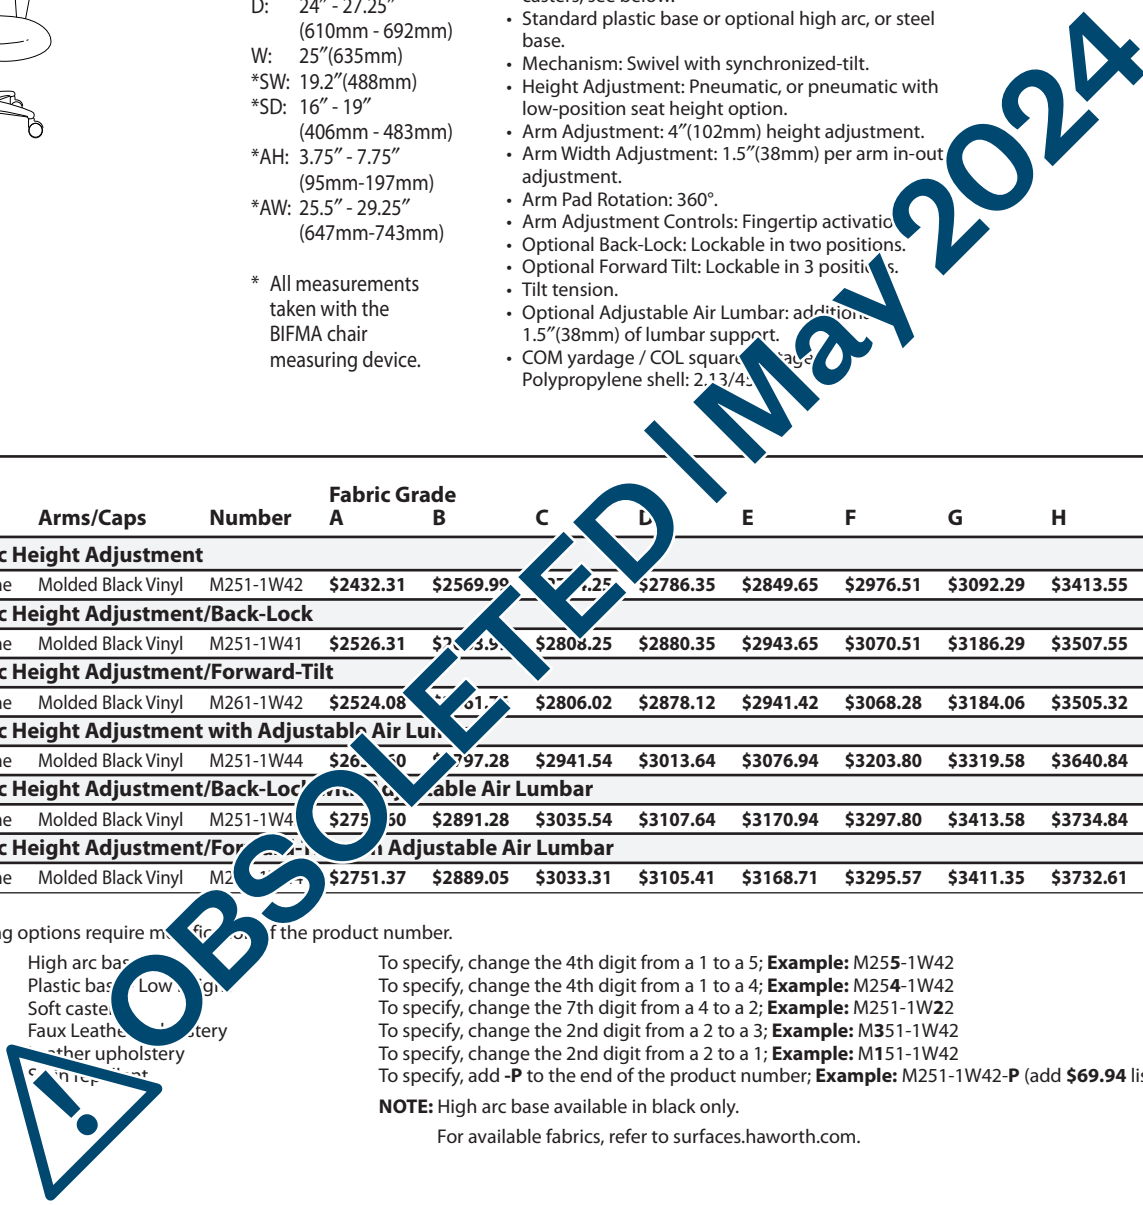 D: 24″ - 27.25″
(610mm - 692mm)
W: 25″(635mm)
*SW: 19.2″(488mm)
*SD: 16″ - 19″
(406mm - 483mm)
*AH: 3.75″ - 7.75″
(95mm-197mm)
*AW: 25.5″ - 29.25″
(647mm-743mm)
* All measurements
taken with the
BIFMA chair
measuring device.
casters, see below.
• Standard plastic base or optional high arc, or steel
base.
• Mechanism: Swivel with synchronized-tilt.
• Height Adjustment: Pneumatic, or pneumatic with
low-position seat height option.
• Arm Adjustment: 4″(102mm) height adjustment.
• Arm Width Adjustment: 1.5″(38mm) per arm in-out
adjustment.
• Arm Pad Rotation: 360°.
• Arm Adjustment Controls: Fingertip
• Optional Back-Lock: Lockable in two positions.
• Optional Forward Tilt: Lockable in 3
• Tilt tension.
• Optional Adjustable Air Lumbar:
1.5″(38mm) of lumbar support.
• COM yardage / COL square
Polypropylene shell:
OBSOLETED | May 2024
Fabric Grade
Arms/Caps Number A B C D E F G H
Height Adjustment
Molded Black Vinyl M251-1W42 $2432.31 $2569.99 $2786.35 $2849.65 $2976.51 $3092.29 $3413.55
Height Adjustment/Back-Lock
Molded Black Vinyl M251-1W41 $2526.31 $2808.25 $2880.35 $2943.65 $3070.51 $3186.29 $3507.55
Height Adjustment/Forward-Tilt
Molded Black Vinyl M261-1W42 $2524.08 $2806.02 $2878.12 $2941.42 $3068.28 $3184.06 $3505.32
Height Adjustment with Adjustable Air
Molded Black Vinyl M251-1W44 $2941.54 $3013.64 $3076.94 $3203.80 $3319.58 $3640.84
Height Adjustment/Back-Lock Air Lumbar
Molded Black Vinyl $2891.28 $3035.54 $3107.64 $3170.94 $3297.80 $3413.58 $3734.84
Height Adjustment/ Adjustable Air Lumbar
Molded Black Vinyl $2751.37 $2889.05 $3033.31 $3105.41 $3168.71 $3295.57 $3411.35 $3732.61
options require of the product number.
High arc To specify, change the 4th digit from a 1 to a 5; Example: M255-1W42
Plastic Low To specify, change the 4th digit from a 1 to a 4; Example: M254-1W42
Soft To specify, change the 7th digit from a 4 to a 2; Example: M251-1W22
Faux To specify, change the 2nd digit from a 2 to a 3; Example: M351-1W42
upholstery To specify, change the 2nd digit from a 2 to a 1; Example: M151-1W42
To specify, add -P to the end of the product number; Example: M251-1W42-P (add $69.94
NOTE: High arc base available in black only.
For available fabrics, refer to surfaces.haworth.com.
!